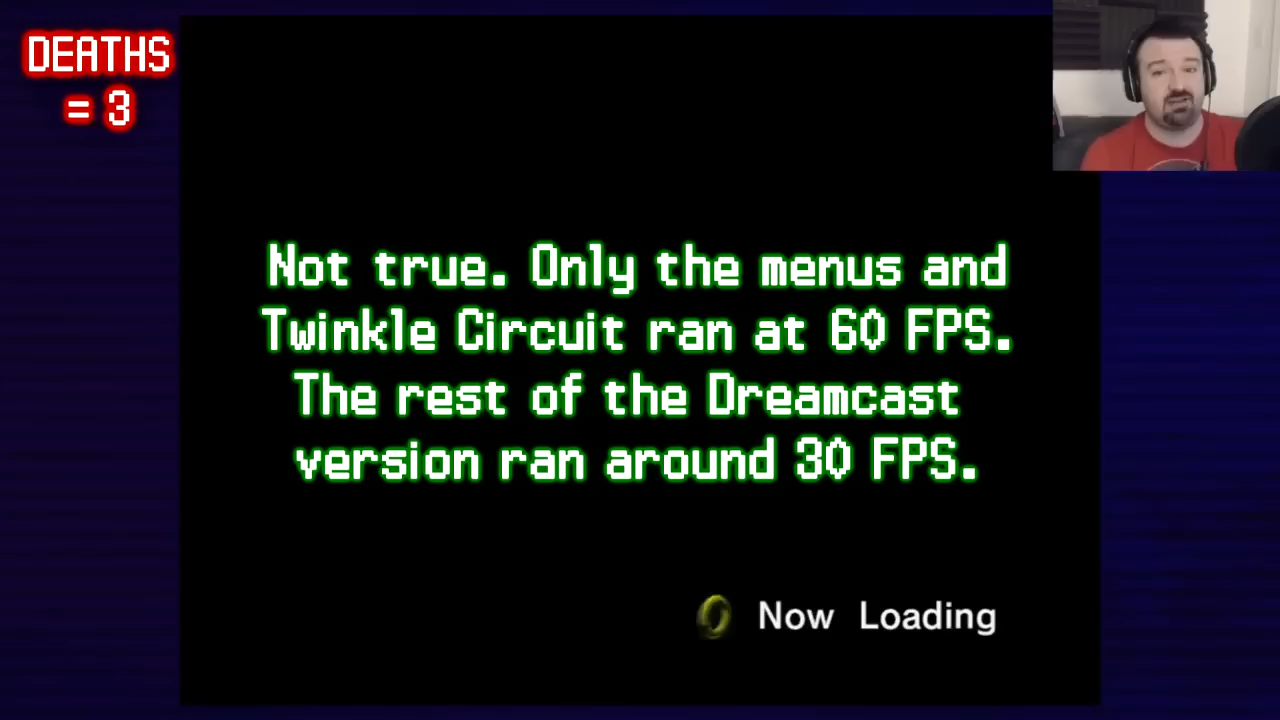 DEATHS
= 3
Not true. Only the menus and
Twinkle Circuit ran at 60 FPS.
The rest of the Dreamcast
version ran around 30 FPS.
Now Loading